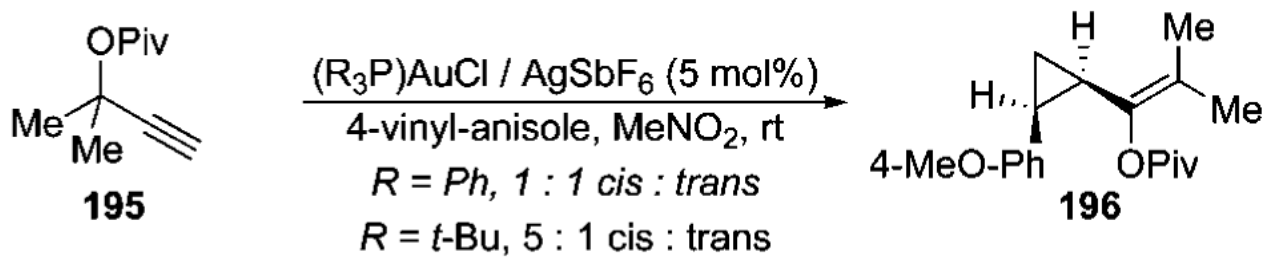 OPiv
Me
Me
195
(R₃P)AuCl / AgSbF₆ (5 mol%)
4-vinyl-anisole, MeNO₂, rt
R = Ph, 1 : 1 cis : trans
R = t-Bu, 5 : 1 cis : trans
H
Me
H
Me
4-MeO-Ph
OPiv
196